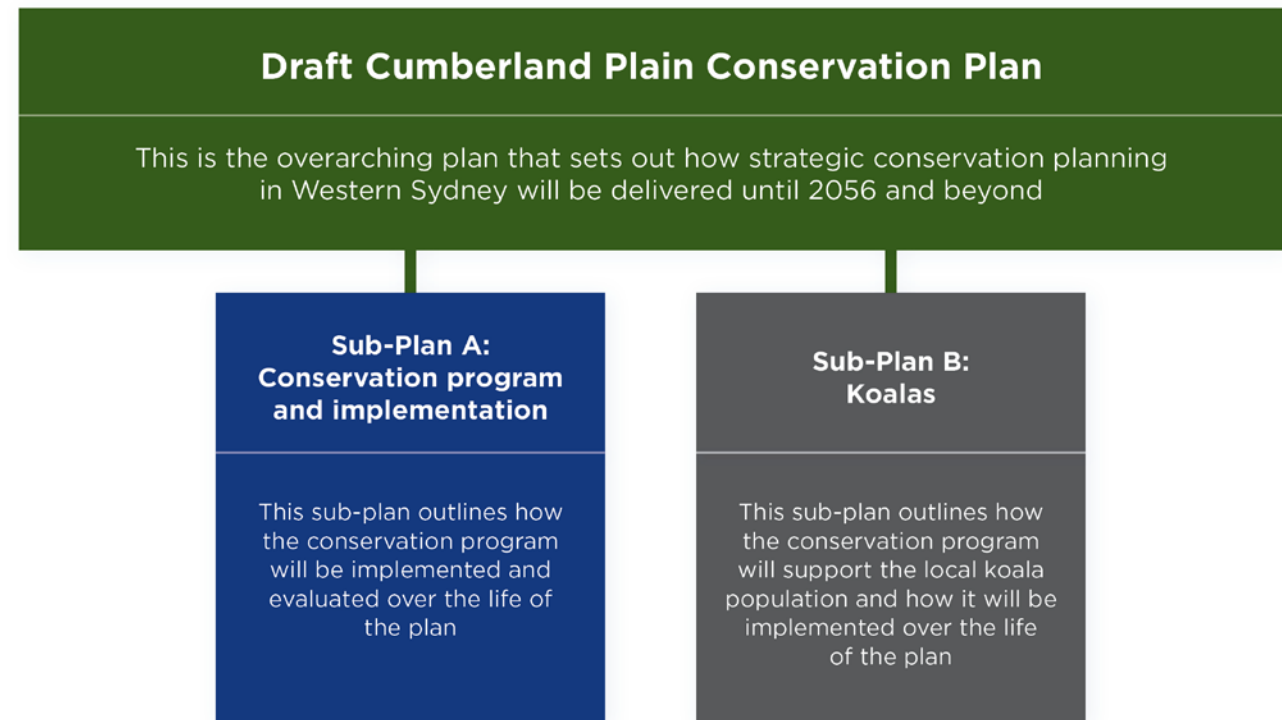 Draft Cumberland Plain Conservation Plan
This is the overarching plan that sets out how strategic conservation planning
in Western Sydney will be delivered until 2056 and beyond
Sub-Plan A:
Conservation program
and implementation
This sub-plan outlines how
the conservation program
will be implemented and
evaluated over the life of
the plan
Sub-Plan B:
Koalas
This sub-plan outlines how
the conservation program
will support the local koala
population and how it will be
implemented over the life
of the plan